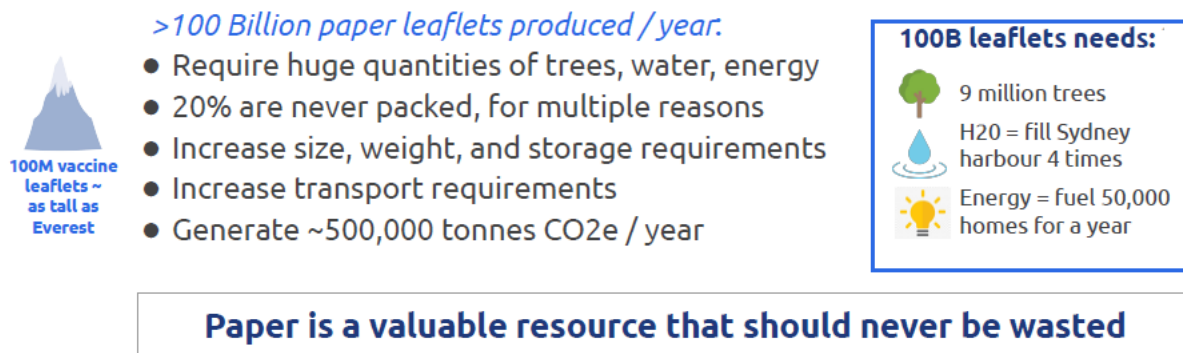 >100 Billion paper leaflets produced / year:
● Require huge quantities of trees, water, energy
● 20% are never packed, for multiple reasons
● Increase size, weight, and storage requirements
● Increase transport requirements
● Generate ~500,000 tonnes CO2e / year
100M vaccine
leaflets ~
as tall as
Everest
100B leaflets needs:
9 million trees
H20 = fill Sydney
harbour 4 times
Energy = fuel 50,000
homes for a year
Paper is a valuable resource that should never be wasted